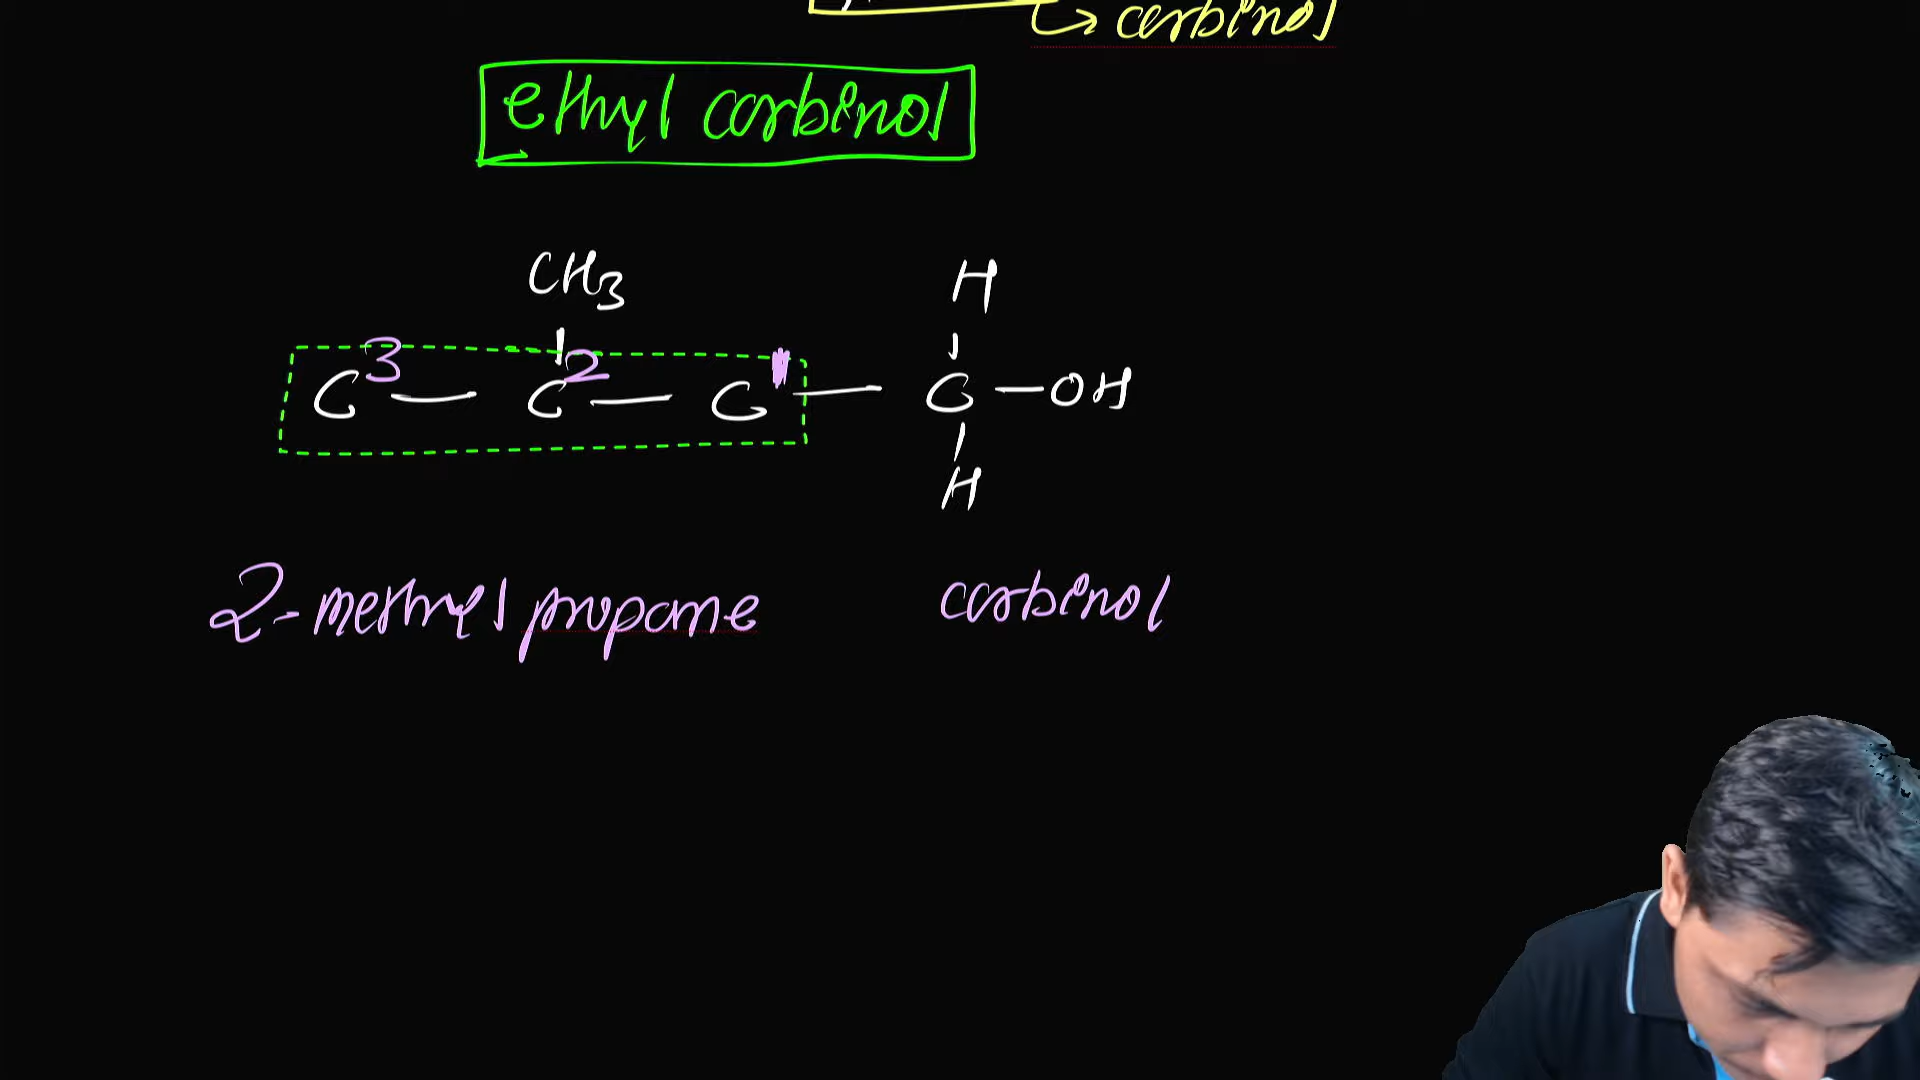 carbinol
ethyl carbinol
CH3 H
C3 — C2 — C1 — C — OH
H
2-methyl propane carbinol